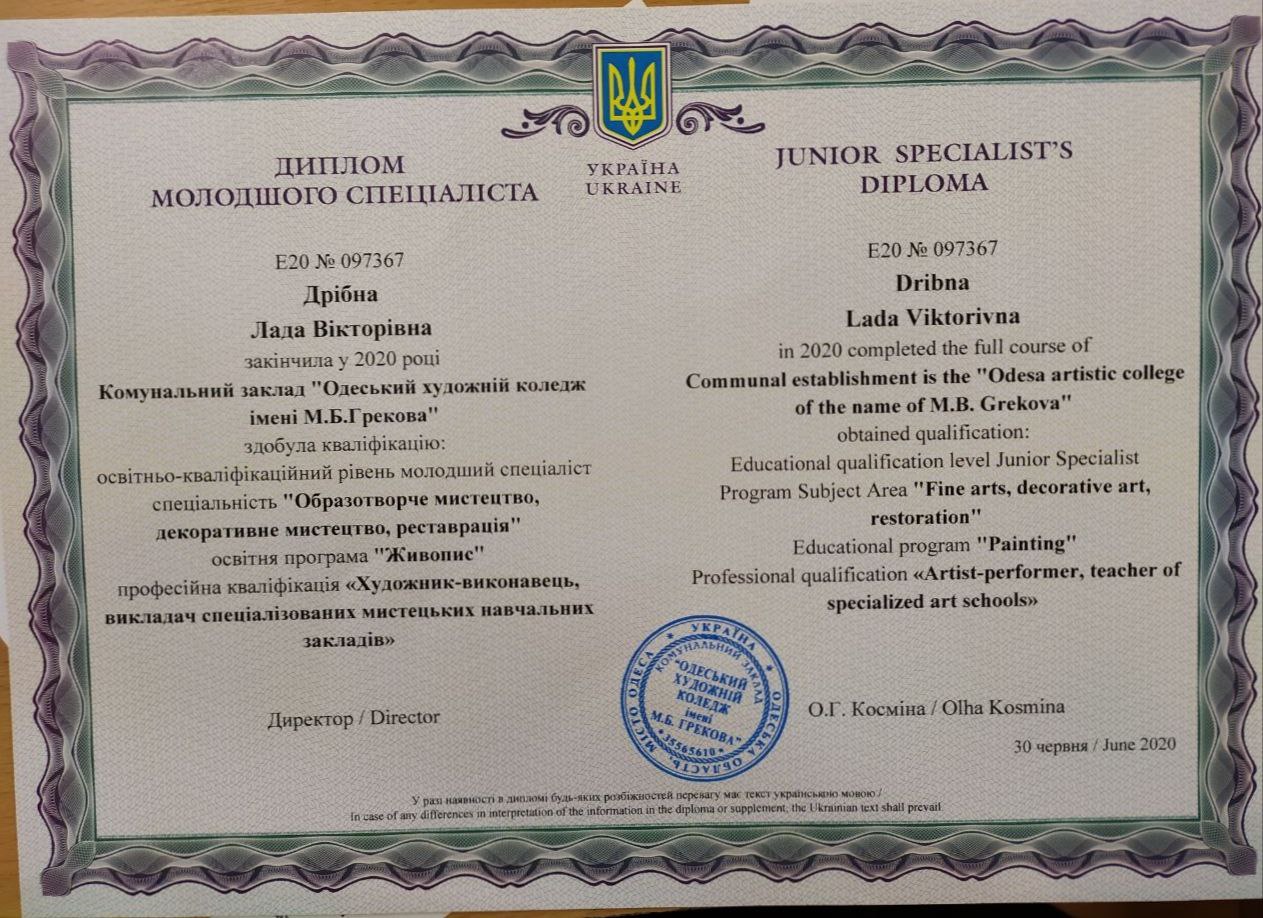 УКРАЇНА
UKRAINE
ДИПЛОМ
МОЛОДШОГО СПЕЦІАЛІСТА
Е20 № 097367
Дрібна
Лада Вікторівна
закінчила у 2020 році
Комунальний заклад "Одеський художній коледж
імені М.Б.Грекова"
здобула кваліфікацію:
освітньо-кваліфікаційний рівень молодший спеціаліст
спеціальність "Образотворче мистецтво,
декоративне мистецтво, реставрація"
освітня програма "Живопис"
професійна кваліфікація «Художник-виконавець,
викладач спеціалізованих мистецьких навчальних
закладів»
Директор / Director
JUNIOR SPECIALIST'S
DIPLOMA
E20 № 097367
Dribna
Lada Viktorivna
in 2020 completed the full course of
Communal establishment is the "Odesa artistic college
of the name of M.B. Grekova"
obtained qualification:
Educational qualification level Junior Specialist
Program Subject Area "Fine arts, decorative art,
restoration"
Educational program "Painting"
Professional qualification «Artist-performer, teacher of
specialized art schools»
УКРАЇНА * ОДЕСЬКА ОБЛАСТЬ, МІСТО ОДЕСА *
КОМУНАЛЬНИЙ ЗАКЛАД
"ОДЕСЬКИЙ
ХУДОЖНІЙ
КОЛЕДЖ
імені
М.Б. ГРЕКОВА"
* 35565610 *
О.Г. Косміна / Olha Kosmina
30 червня / June 2020
У разі наявності в дипломі будь-яких розбіжностей перевагу має текст українською мовою /
In case of any differences in interpretation of the information in the diploma or supplement, the Ukrainian text shall prevail